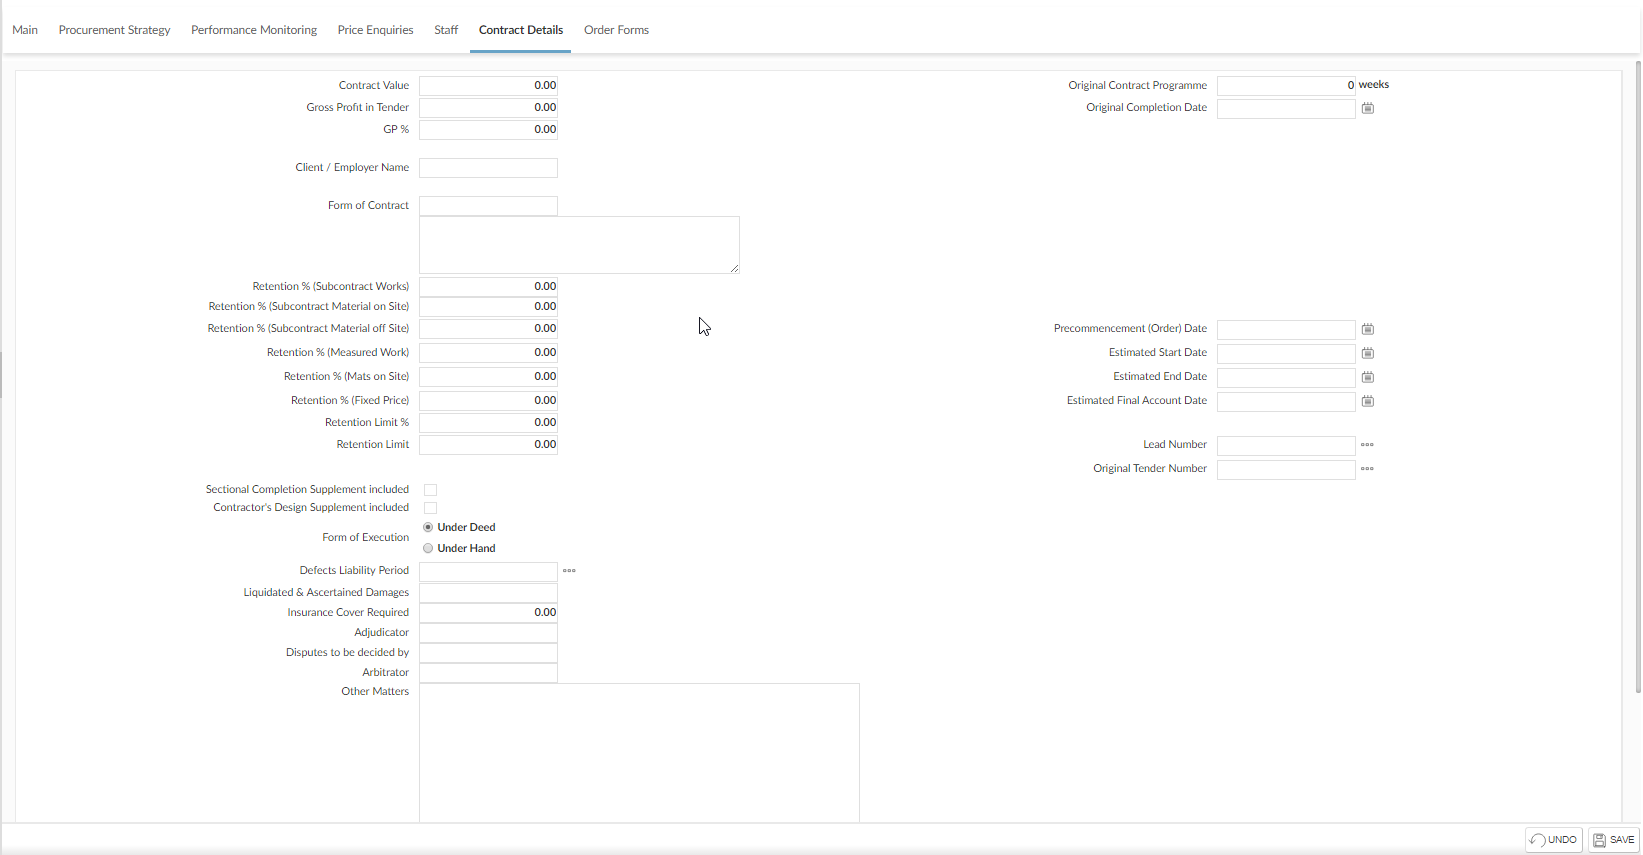 Main Procurement Strategy Performance Monitoring Price Enquiries Staff Contract Details Order Forms
Contract Value 0.00 Original Contract Programme 0 weeks
Gross Profit in Tender 0.00 Original Completion Date
GP % 0.00
Client / Employer Name
Form of Contract
Retention % (Subcontract Works) 0.00
Retention % (Subcontract Material on Site) 0.00
Retention % (Subcontract Material off Site) 0.00 Precommencement (Order) Date
Retention % (Measured Work) 0.00 Estimated Start Date
Retention % (Mats on Site) 0.00 Estimated End Date
Retention % (Fixed Price) 0.00 Estimated Final Account Date
Retention Limit % 0.00
Retention Limit 0.00 Lead Number
Original Tender Number
Sectional Completion Supplement included
Contractor's Design Supplement included
Form of Execution
Under Deed
Under Hand
Defects Liability Period
Liquidated & Ascertained Damages
Insurance Cover Required 0.00
Adjudicator
Disputes to be decided by
Arbitrator
Other Matters
UNDO SAVE